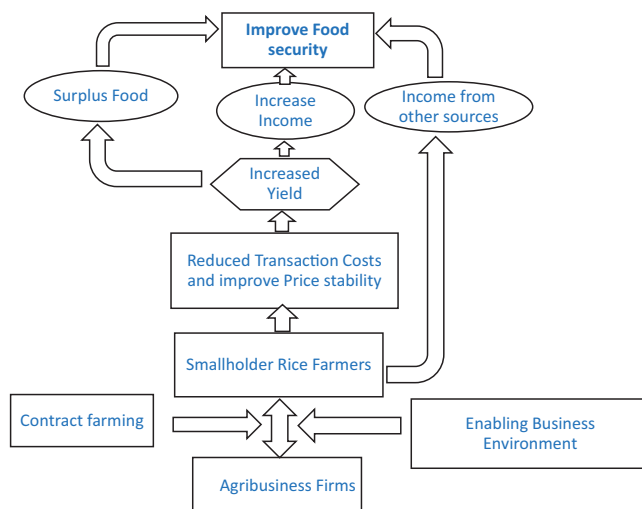 Improve Food
security
Surplus Food
Increase
Income
Income from
other sources
Increased
Yield
Reduced Transaction Costs
and improve Price stability
Smallholder Rice Farmers
Contract farming
Enabling Business
Environment
Agribusiness Firms